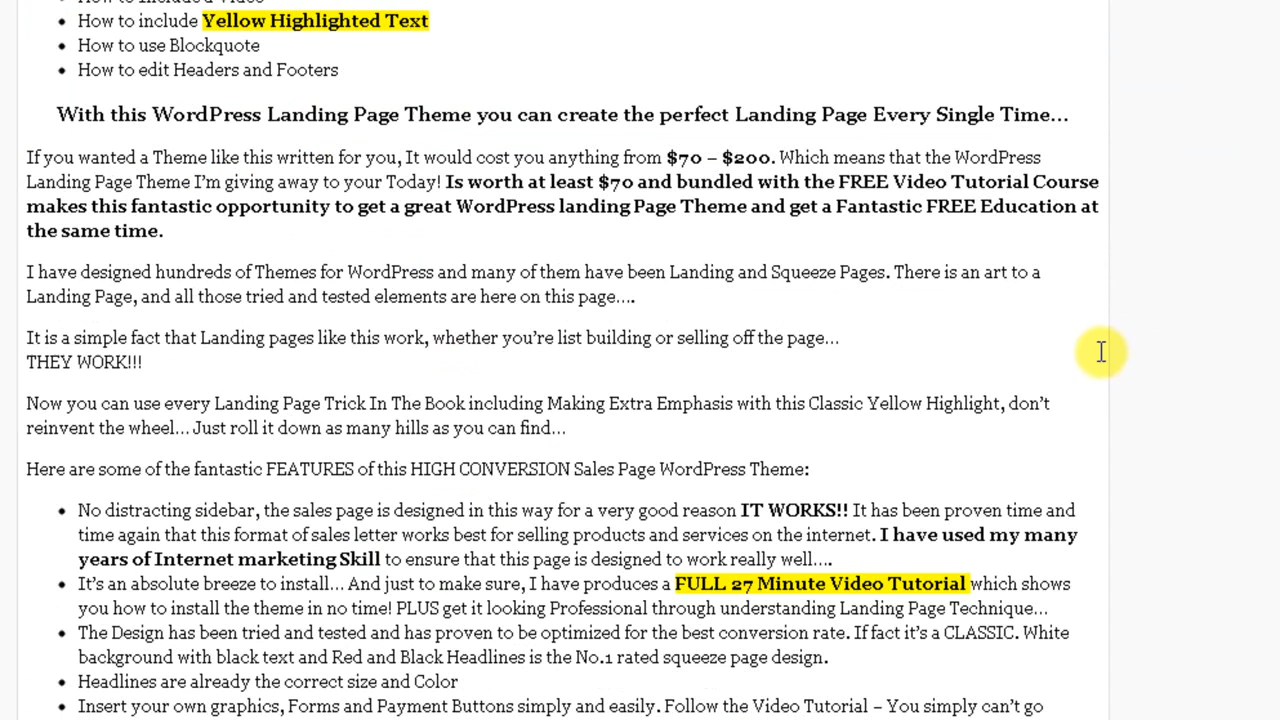 How to include Yellow Highlighted Text
How to use Blockquote
How to edit Headers and Footers
With this WordPress Landing Page Theme you can create the perfect Landing Page Every Single Time...
If you wanted a Theme like this written for you, It would cost you anything from $70 – $200. Which means that the WordPress
Landing Page Theme I'm giving away to your Today! Is worth at least $70 and bundled with the FREE Video Tutorial Course
makes this fantastic opportunity to get a great WordPress landing Page Theme and get a Fantastic FREE Education at
the same time.
I have designed hundreds of Themes for WordPress and many of them have been Landing and Squeeze Pages. There is an art to a
Landing Page, and all those tried and tested elements are here on this page....
It is a simple fact that Landing pages like this work, whether you're list building or selling off the page...
THEY WORK!!!
Now you can use every Landing Page Trick In The Book including Making Extra Emphasis with this Classic Yellow Highlight, don't
reinvent the wheel... Just roll it down as many hills as you can find...
Here are some of the fantastic FEATURES of this HIGH CONVERSION Sales Page WordPress Theme:
No distracting sidebar, the sales page is designed in this way for a very good reason IT WORKS!! It has been proven time and
time again that this format of sales letter works best for selling products and services on the internet. I have used my many
years of Internet marketing Skill to ensure that this page is designed to work really well....
It's an absolute breeze to install... And just to make sure, I have produces a FULL 27 Minute Video Tutorial which shows
you how to install the theme in no time! PLUS get it looking Professional through understanding Landing Page Technique...
The Design has been tried and tested and has proven to be optimized for the best conversion rate. If fact it's a CLASSIC. White
background with black text and Red and Black Headlines is the No.1 rated squeeze page design.
Headlines are already the correct size and Color
Insert your own graphics, Forms and Payment Buttons simply and easily. Follow the Video Tutorial – You simply can't go